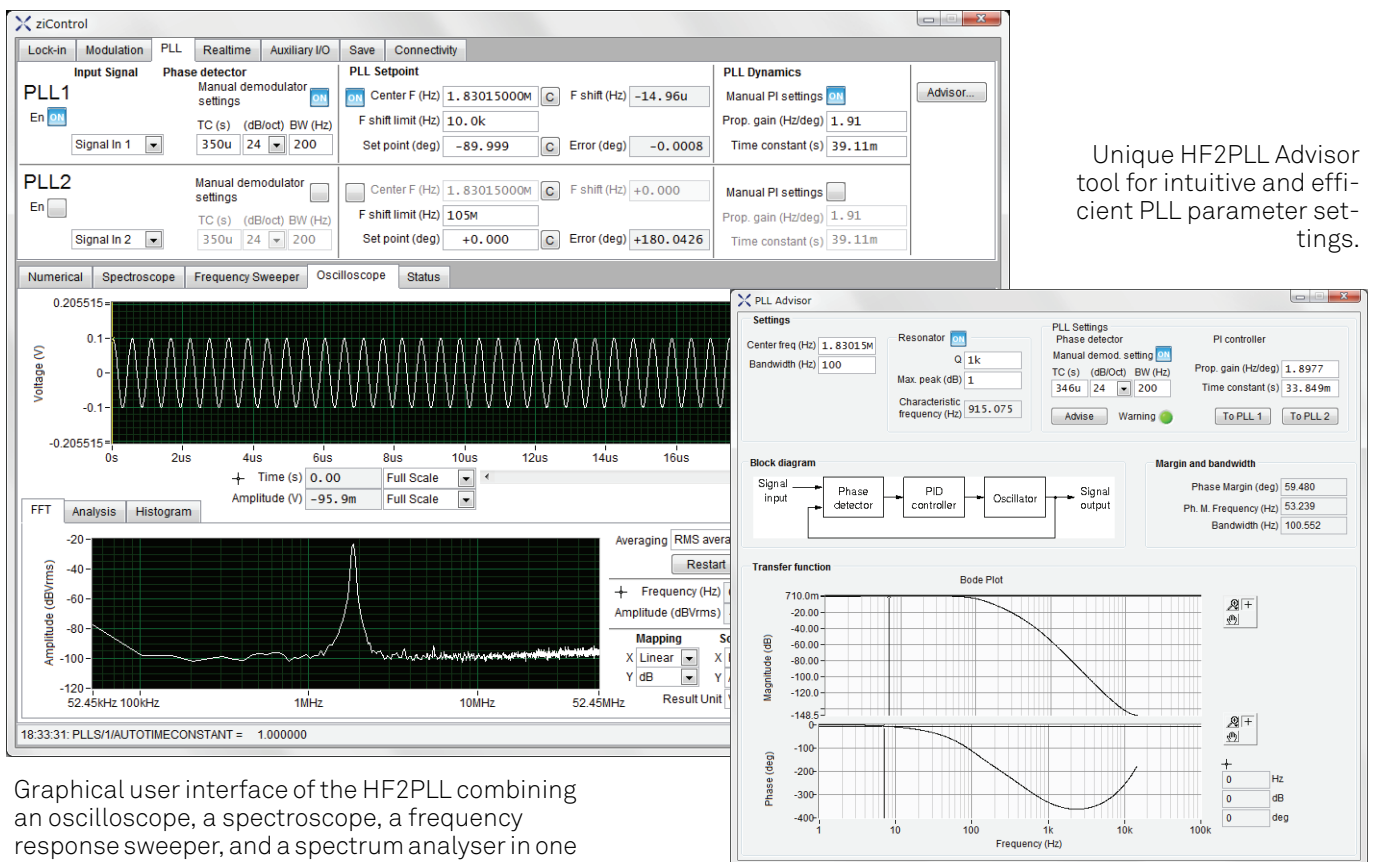 ziControl
Lock-in Modulation PLL Realtime Auxiliary I/O Save Connectivity
Input Signal Phase detector PLL Setpoint PLL Dynamics
PLL1 Manual demodulator settings ON ON Center F (Hz) 1.83015000M C F shift (Hz) -14.96u Manual PI settings ON Advisor...
En ON TC (s) (dB/oct) BW (Hz) F shift limit (Hz) 10.0k Prop. gain (Hz/deg) 1.91
Signal In 1 350u 24 200 Set point (deg) -89.999 C Error (deg) -0.0008 Time constant (s) 39.11m
PLL2 Manual demodulator settings Center F (Hz) 1.83015000M C F shift (Hz) +0.000 Manual PI settings
En TC (s) (dB/oct) BW (Hz) F shift limit (Hz) 105M Prop. gain (Hz/deg) 1.91
Signal In 2 350u 24 200 Set point (deg) +0.000 C Error (deg) +180.0426 Time constant (s) 39.11m
Numerical Spectroscope Frequency Sweeper Oscilloscope Status
0.205515
0.1
0
-0.1
-0.205515
Voltage (V)
0s 2us 4us 6us 8us 10us 12us 14us 16us
Time (s) 0.00 Full Scale
Amplitude (V) -95.9m Full Scale
FFT Analysis Histogram
-20
-40
-60
-80
-100
-120
Amplitude (dBVrms)
52.45kHz 100kHz 1MHz 10MHz 52.45MHz
Averaging RMS avera
Restart
Frequency (Hz)
Amplitude (dBVrms)
Mapping
X Linear X
Y dB Y
Result Unit
18:33:31: PLLS/1/AUTOTIMECONSTANT = 1.000000
Unique HF2PLL Advisor
tool for intuitive and effi-
cient PLL parameter set-
tings.
PLL Advisor
Settings
Center freq (Hz) 1.83015M
Bandwidth (Hz) 100
Resonator ON
Q 1k
Max. peak (dB) 1
Characteristic
frequency (Hz) 915.075
PLL Settings
Phase detector PI controller
Manual demod. setting ON
TC (s) (dB/Oct) BW (Hz) Prop. gain (Hz/deg) 1.8977
346u 24 200 Time constant (s) 33.849m
Advise Warning To PLL 1 To PLL 2
Block diagram
Signal input
Phase detector
PID controller
Oscillator
Signal output
Margin and bandwidth
Phase Margin (deg) 59.480
Ph. M. Frequency (Hz) 53.239
Bandwidth (Hz) 100.552
Transfer function
Bode Plot
710.0m
-20.00
-40.00
-60.00
-80.00
-100.0
-120.0
-148.5
Magnitude (dB)
0
-100
-200
-300
-400
Phase (deg)
1 10 100 1k 10k 100k
Frequency (Hz)
0 Hz
0 dB
0 deg
Graphical user interface of the HF2PLL combining
an oscilloscope, a spectroscope, a frequency
response sweeper, and a spectrum analyser in one